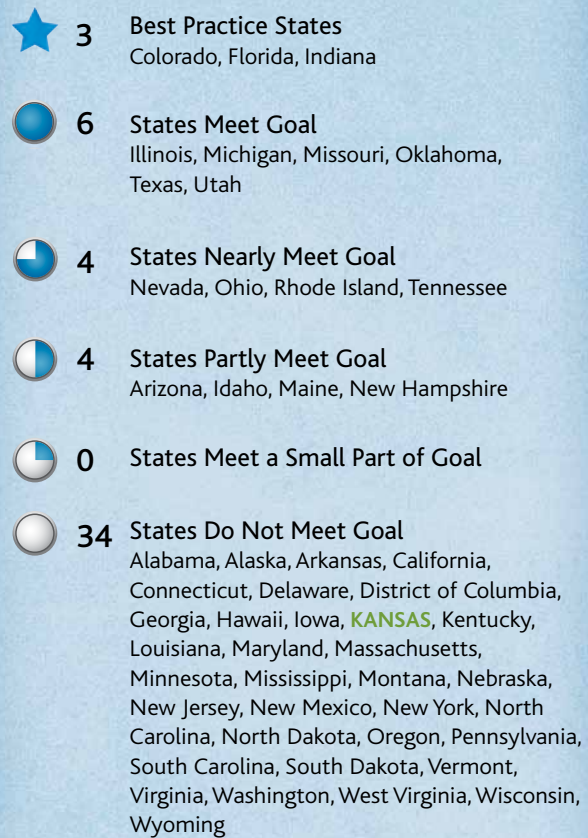 3 Best Practice States
Colorado, Florida, Indiana
6 States Meet Goal
Illinois, Michigan, Missouri, Oklahoma,
Texas, Utah
4 States Nearly Meet Goal
Nevada, Ohio, Rhode Island, Tennessee
4 States Partly Meet Goal
Arizona, Idaho, Maine, New Hampshire
0 States Meet a Small Part of Goal
34 States Do Not Meet Goal
Alabama, Alaska, Arkansas, California,
Connecticut, Delaware, District of Columbia,
Georgia, Hawaii, Iowa, KANSAS, Kentucky,
Louisiana, Maryland, Massachusetts,
Minnesota, Mississippi, Montana, Nebraska,
New Jersey, New Mexico, New York, North
Carolina, North Dakota, Oregon, Pennsylvania,
South Carolina, South Dakota, Vermont,
Virginia, Washington, West Virginia, Wisconsin,
Wyoming